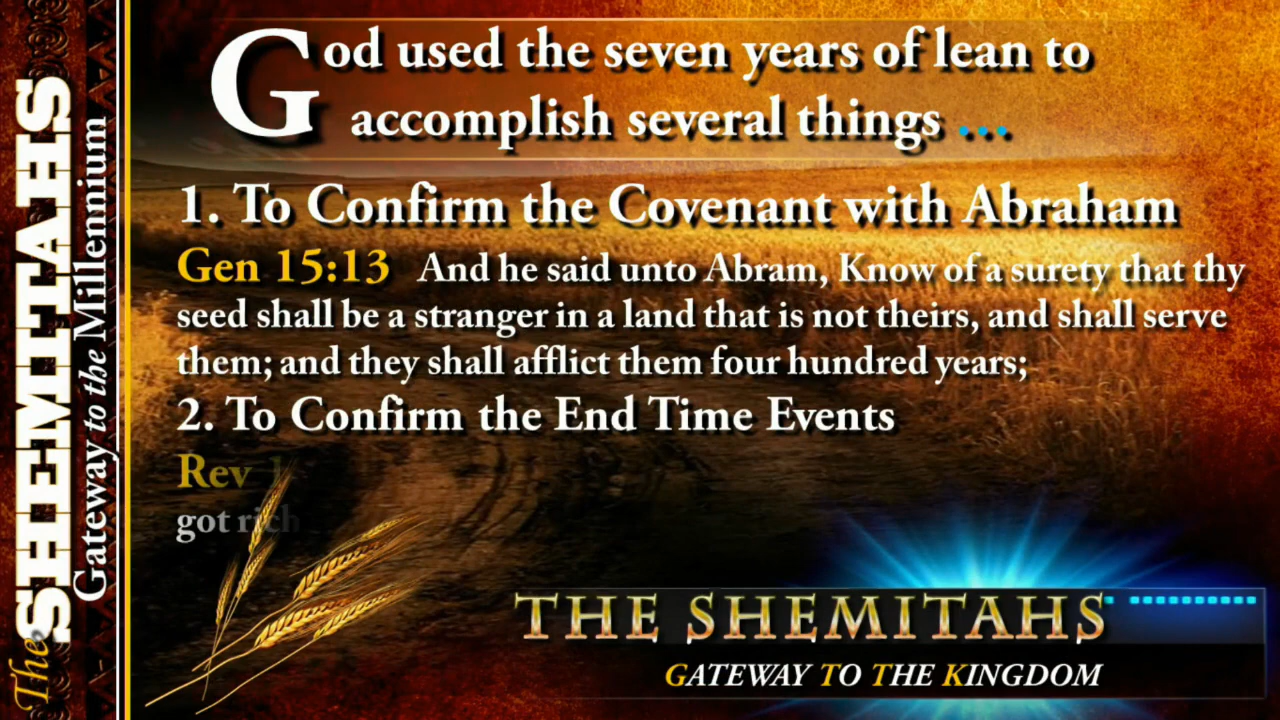 The SHEMITAHS
Gateway to the Millennium
God used the seven years of lean to
accomplish several things ...
1. To Confirm the Covenant with Abraham
Gen 15:13 And he said unto Abram, Know of a surety that thy
seed shall be a stranger in a land that is not theirs, and shall serve
them; and they shall afflict them four hundred years;
2. To Confirm the End Time Events
Rev
got rich
THE SHEMITAHS
GATEWAY TO THE KINGDOM